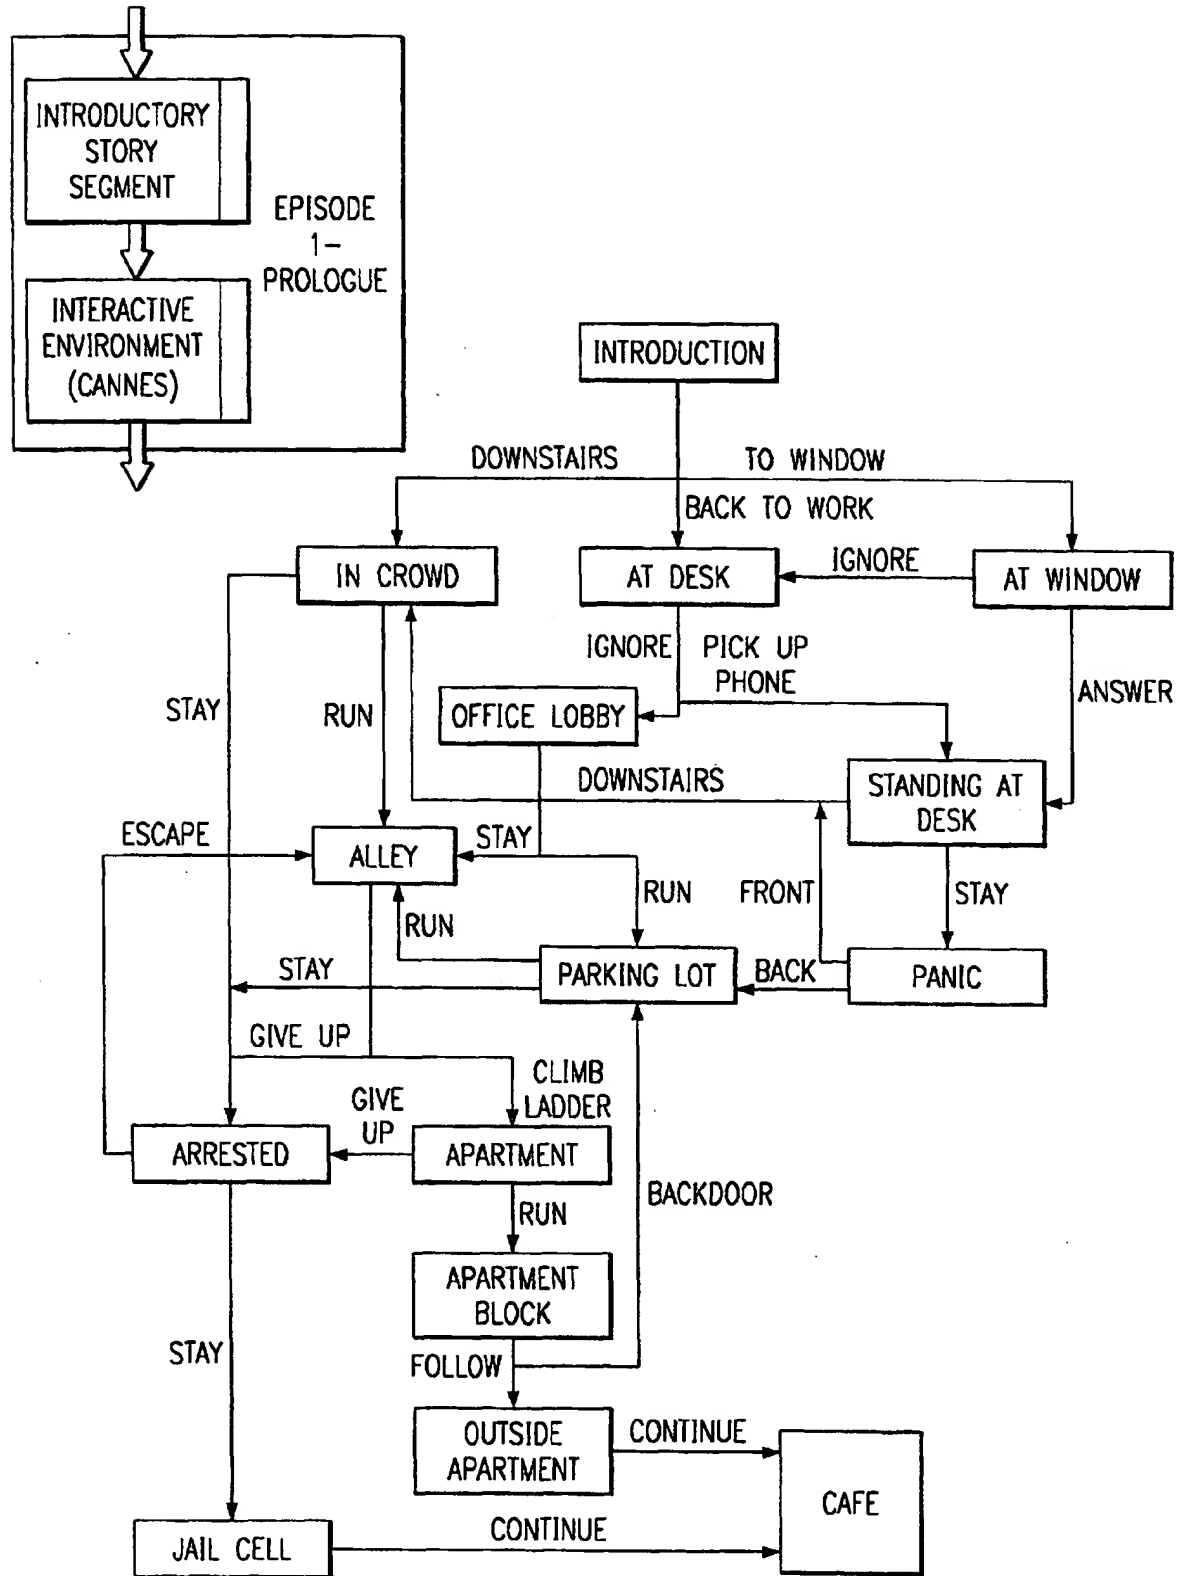 INTRODUCTORY
STORY
SEGMENT
EPISODE
1-
PROLOGUE
INTERACTIVE
ENVIRONMENT
(CANNES)
INTRODUCTION
DOWNSTAIRS
TO WINDOW
BACK TO WORK
IN CROWD
AT DESK
IGNORE
AT WINDOW
IGNORE
PICK UP
PHONE
ANSWER
STAY
RUN
OFFICE LOBBY
DOWNSTAIRS
STANDING AT
DESK
ESCAPE
ALLEY
STAY
RUN
FRONT
STAY
RUN
STAY
PARKING LOT
BACK
PANIC
GIVE UP
CLIMB
LADDER
GIVE
UP
ARRESTED
APARTMENT
BACKDOOR
RUN
APARTMENT
BLOCK
STAY
FOLLOW
OUTSIDE
APARTMENT
CONTINUE
CAFE
JAIL CELL
CONTINUE